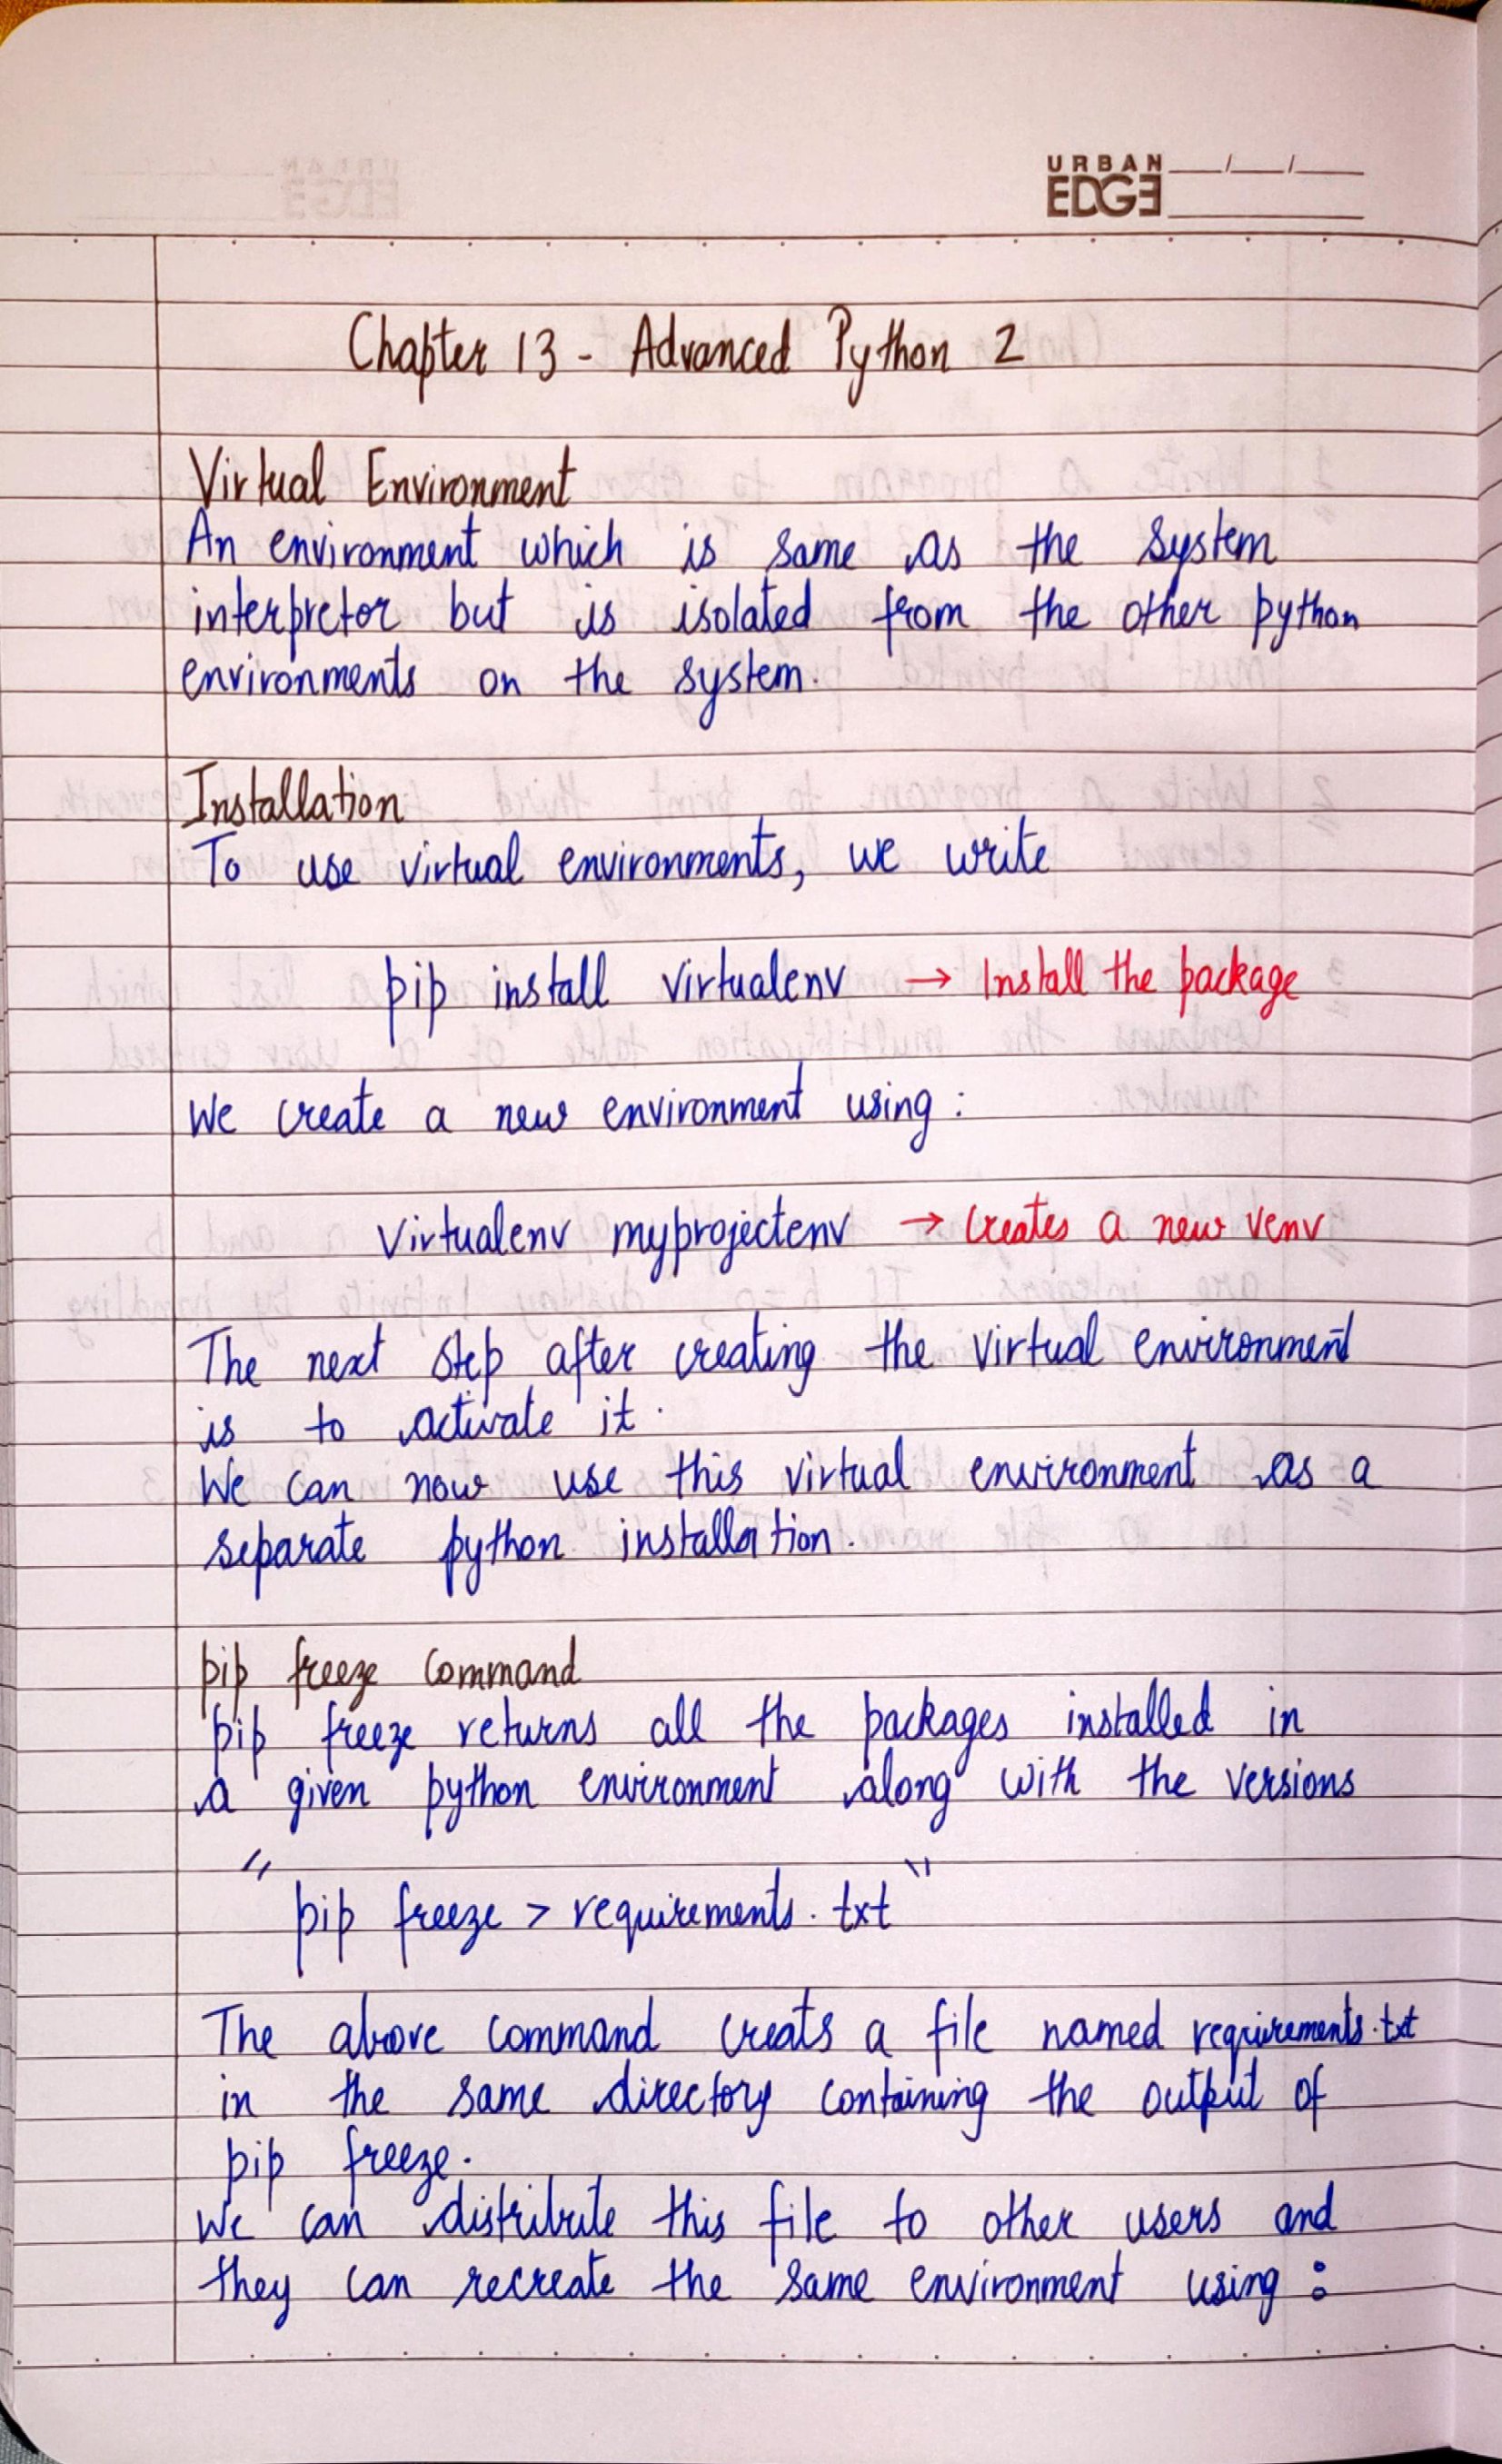 URBAN
EDGE
Chapter 13 - Advanced Python 2
Virtual Environment
An environment which is same as the system
interpretor but is isolated from the other python
environments on the system.
Installation
To use virtual environments, we write
pip install virtualenv → Install the package
We create a new environment using :
Virtualenv myprojectenv → Creates a new venv
The next step after creating the virtual environment
is to activate it.
We can now use this virtual environment as a
separate python installation.
pip freeze command
pip freeze returns all the packages installed in
a given python environment along with the versions
"pip freeze > requirements.txt"
The above command creats a file named requirements.txt
in the same directory containing the output of
pip freeze.
We can distribute this file to other users and
they can recreate the same environment using :